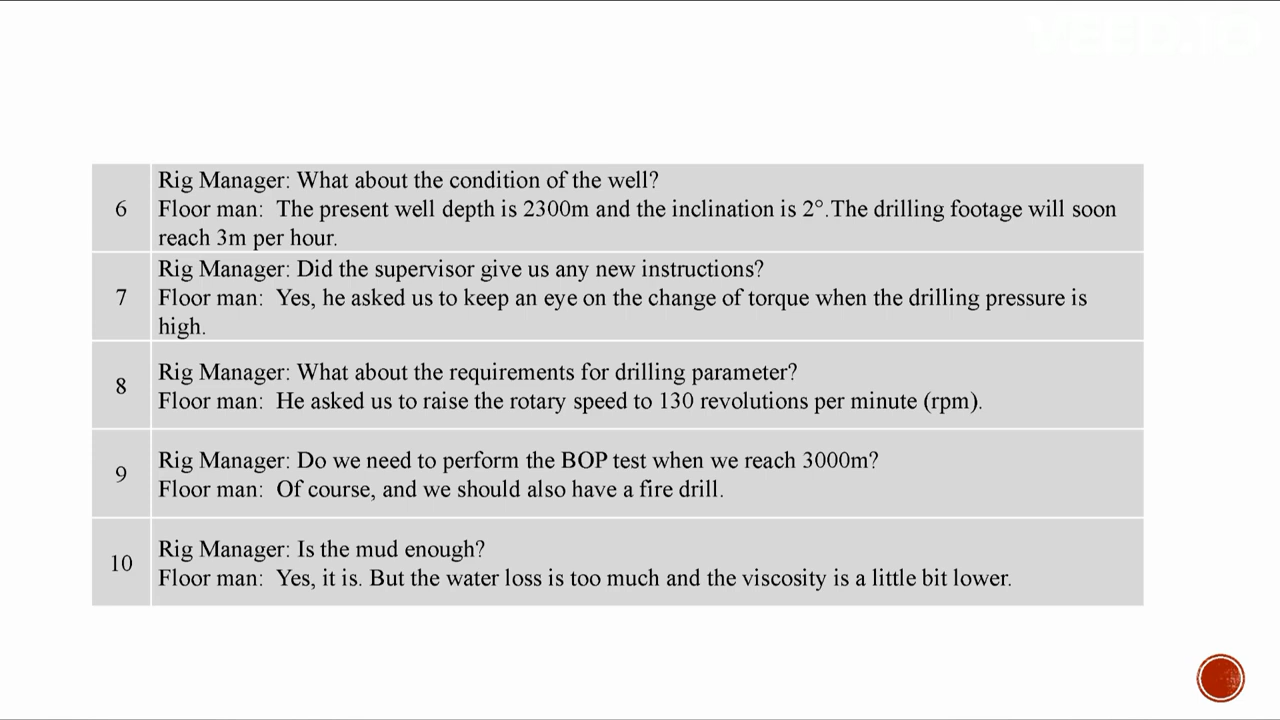 VEED.IO
6
Rig Manager: What about the condition of the well?
Floor man: The present well depth is 2300m and the inclination is 2°.The drilling footage will soon
reach 3m per hour.
7
Rig Manager: Did the supervisor give us any new instructions?
Floor man: Yes, he asked us to keep an eye on the change of torque when the drilling pressure is
high.
8
Rig Manager: What about the requirements for drilling parameter?
Floor man: He asked us to raise the rotary speed to 130 revolutions per minute (rpm).
9
Rig Manager: Do we need to perform the BOP test when we reach 3000m?
Floor man: Of course, and we should also have a fire drill.
10
Rig Manager: Is the mud enough?
Floor man: Yes, it is. But the water loss is too much and the viscosity is a little bit lower.